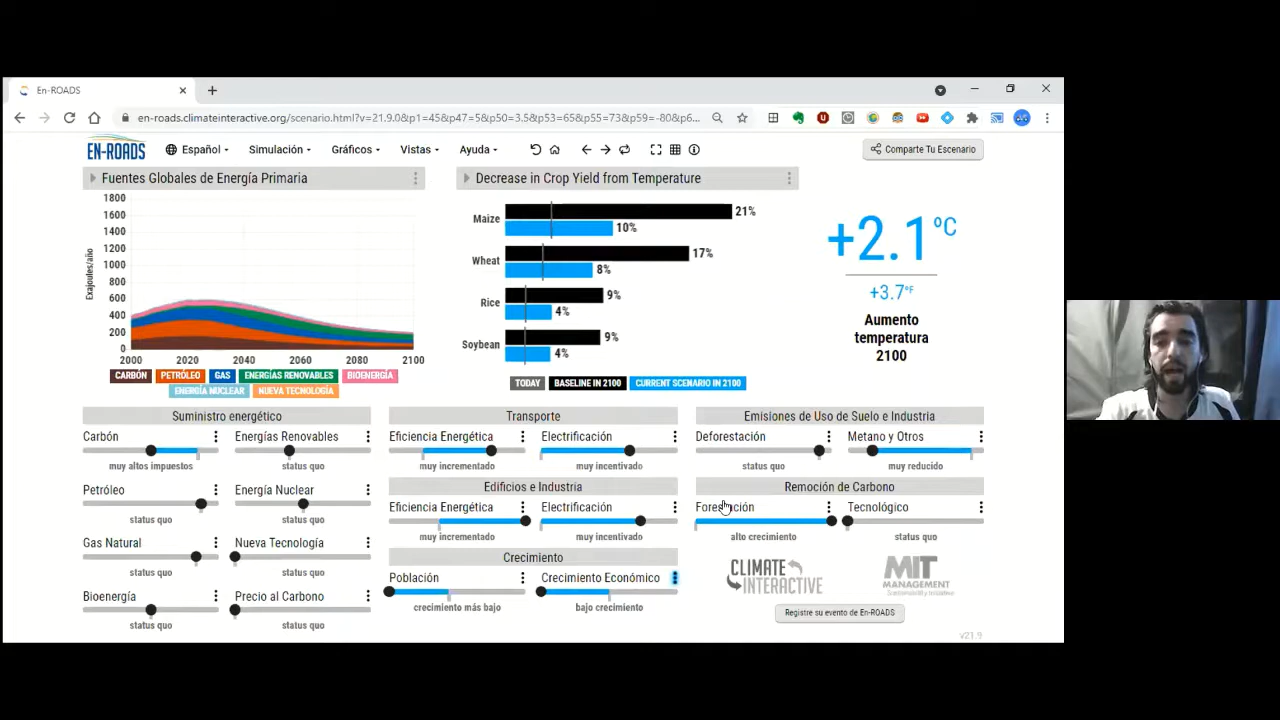 En-ROADS
en-roads.climateinteractive.org/scenario.html?v=21.9.0&p1=45&p47=5&p50=3.5&p53=65&p55=73&p59=-80&p6...
EN-ROADS
Español
Simulación
Gráficos
Vistas
Ayuda
Comparte Tu Escenario
Fuentes Globales de Energía Primaria
Exajoules/año
1800
1600
1400
1200
1000
800
600
400
200
0
2000 2020 2040 2060 2080 2100
CARBÓN PETRÓLEO GAS ENERGÍAS RENOVABLES BIOENERGÍA
ENERGÍA NUCLEAR NUEVA TECNOLOGÍA
Decrease in Crop Yield from Temperature
Maize 21%
10%
Wheat 17%
8%
Rice 9%
4%
Soybean 9%
4%
TODAY BASELINE IN 2100 CURRENT SCENARIO IN 2100
+2.1°C
+3.7°F
Aumento
temperatura
2100
Suministro energético
Carbón
muy altos impuestos
Energías Renovables
status quo
Petróleo
status quo
Energía Nuclear
status quo
Gas Natural
status quo
Nueva Tecnología
status quo
Bioenergía
status quo
Precio al Carbono
status quo
Transporte
Eficiencia Energética
muy incrementado
Electrificación
muy incentivado
Edificios e Industria
Eficiencia Energética
muy incrementado
Electrificación
muy incentivado
Crecimiento
Población
crecimiento más bajo
Crecimiento Económico
bajo crecimiento
Emisiones de Uso de Suelo e Industria
Deforestación
status quo
Metano y Otros
muy reducido
Remoción de Carbono
Forestación
alto crecimiento
Tecnológico
status quo
CLIMATE
INTERACTIVE
MIT
MANAGEMENT
Registre su evento de En-ROADS
v21.9